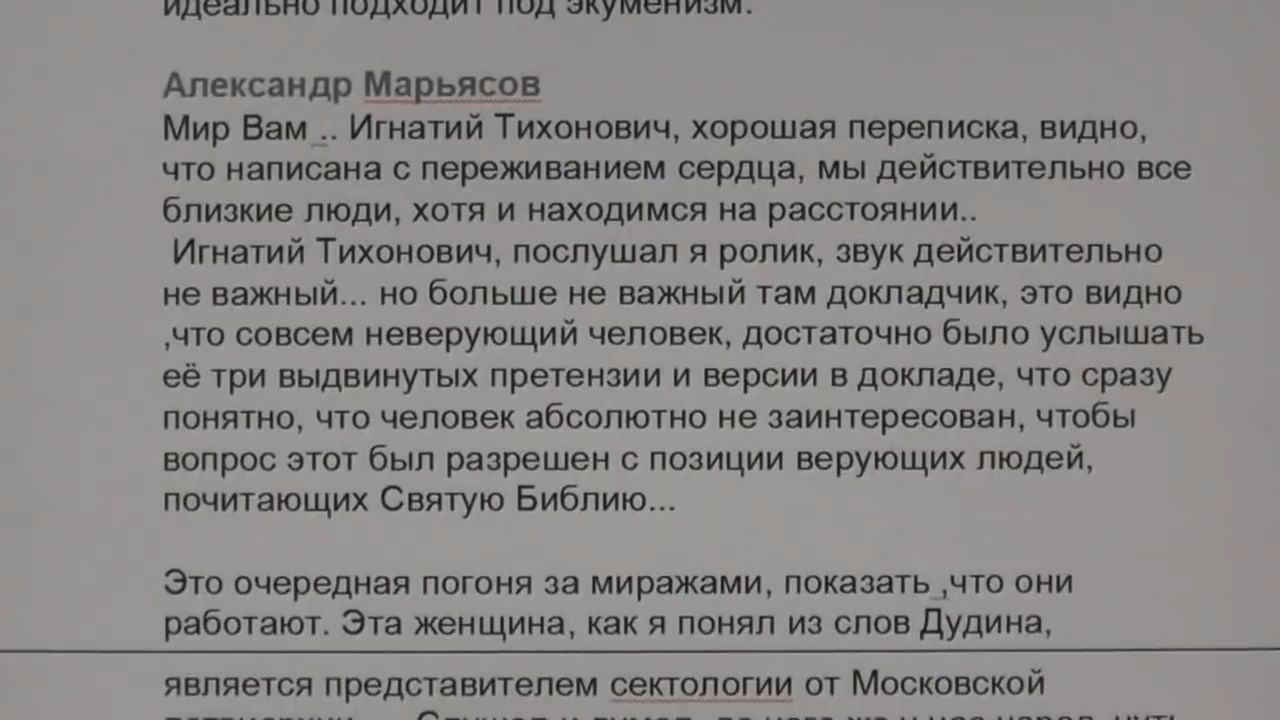 идеально подходит под экуменизм.
Александр Марьясов
Мир Вам .. Игнатий Тихонович, хорошая переписка, видно,
что написана с переживанием сердца, мы действительно все
близкие люди, хотя и находимся на расстоянии..
Игнатий Тихонович, послушал я ролик, звук действительно
не важный... но больше не важный там докладчик, это видно
,что совсем неверующий человек, достаточно было услышать
её три выдвинутых претензии и версии в докладе, что сразу
понятно, что человек абсолютно не заинтересован, чтобы
вопрос этот был разрешен с позиции верующих людей,
почитающих Святую Библию...
Это очередная погоня за миражами, показать ,что они
работают. Эта женщина, как я понял из слов Дудина,
является представителем сектологии от Московской